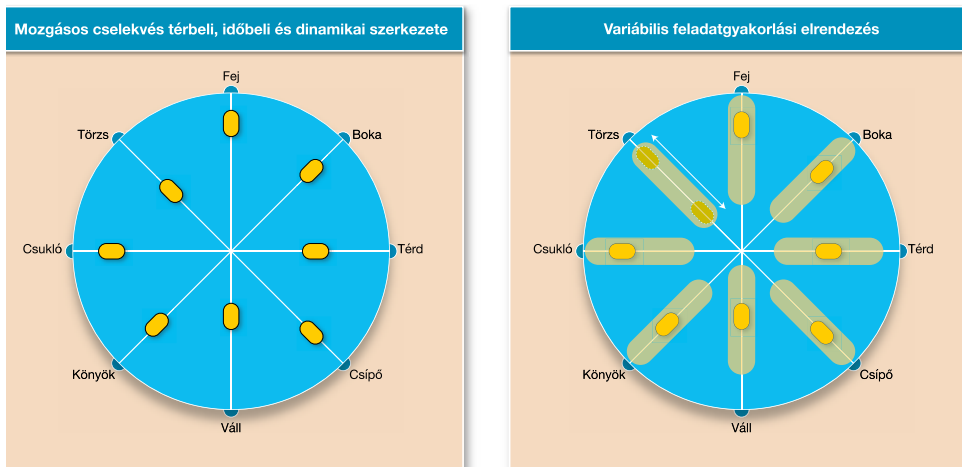 Mozgásos cselekvés térbeli, időbeli és dinamikai szerkezete
Fej
Törzs
Boka
Csukló
Térd
Könyök
Csípő
Váll
Variábilis feladatgyakorlási elrendezés
Fej
Törzs
Boka
Csukló
Térd
Könyök
Csípő
Váll